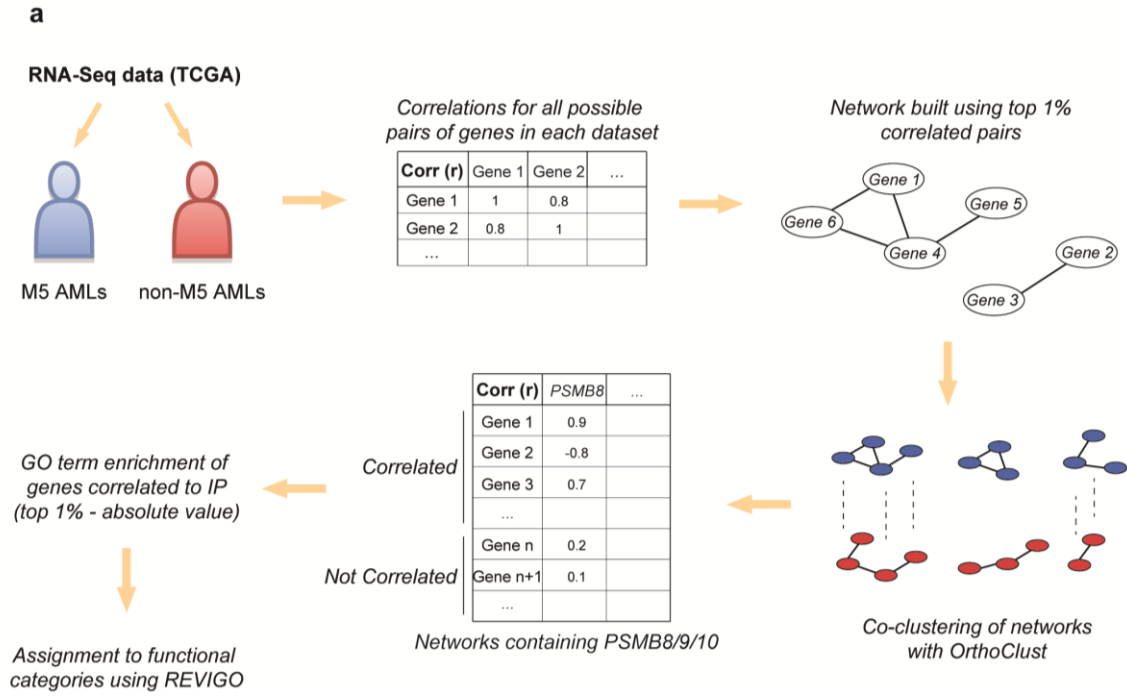 a
RNA-Seq data (TCGA)
M5 AMLs
non-M5 AMLs
Correlations for all possible
pairs of genes in each dataset
Corr (r) Gene 1 Gene 2 ...
Gene 1 1 0.8
Gene 2 0.8 1
...
Network built using top 1%
correlated pairs
Gene 1
Gene 5
Gene 6
Gene 4
Gene 2
Gene 3
Co-clustering of networks
with OrthoClust
Corr (r) PSMB8 ...
Gene 1 0.9
Gene 2 -0.8
Gene 3 0.7
...
Gene n 0.2
Gene n+1 0.1
...
Correlated
Not Correlated
Networks containing PSMB8/9/10
GO term enrichment of
genes correlated to IP
(top 1% - absolute value)
Assignment to functional
categories using REVIGO